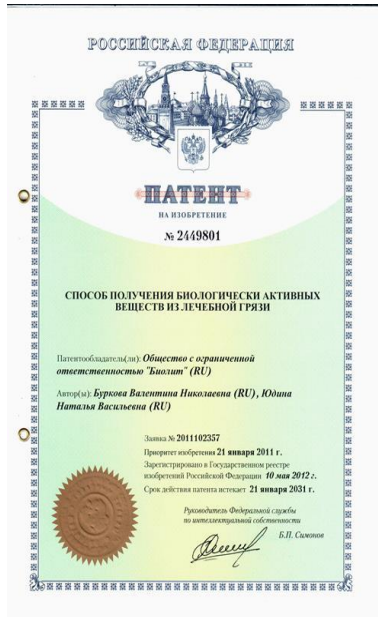 РОССИЙСКАЯ ФЕДЕРАЦИЯ
ПАТЕНТ
НА ИЗОБРЕТЕНИЕ
№ 2449801
СПОСОБ ПОЛУЧЕНИЯ БИОЛОГИЧЕСКИ АКТИВНЫХ
ВЕЩЕСТВ ИЗ ЛЕЧЕБНОЙ ГРЯЗИ
Патентообладатель(ли): Общество с ограниченной
ответственностью "Биолит" (RU)
Автор(ы): Буркова Валентина Николаевна (RU), Юдина
Наталья Васильевна (RU)
Заявка № 2011102357
Приоритет изобретения 21 января 2011 г.
Зарегистрировано в Государственном реестре
изобретений Российской Федерации 10 мая 2012 г.
Срок действия патента истекает 21 января 2031 г.
Руководитель Федеральной службы
по интеллектуальной собственности
Б.П. Симонов